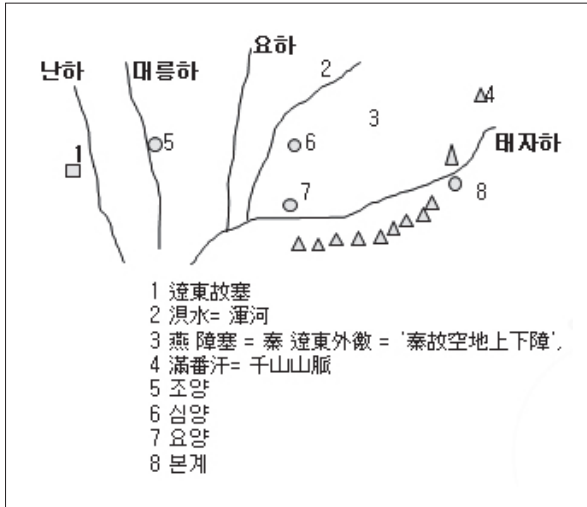 요하
난하
대릉하
2
4
3
태자하
1
5
6
7
8
1 遼東故塞
2 浿水= 渾河
3 燕 障塞 = 秦 遼東外徼 = '秦故空地上下障',
4 滿番汗= 千山山脈
5 조양
6 심양
7 요양
8 본계